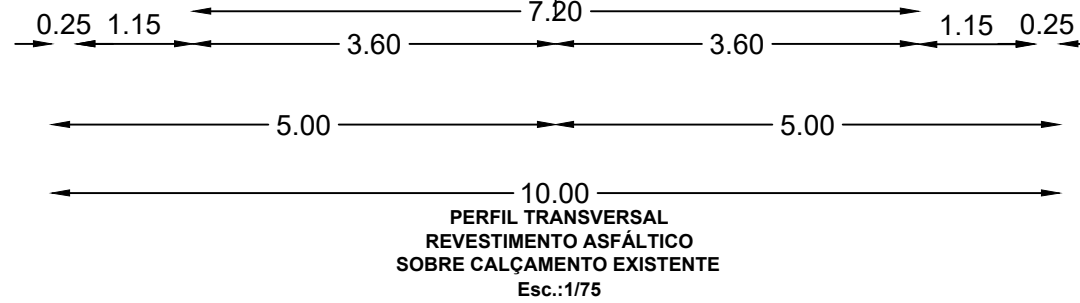 7.20
0.25 1.15 3.60 3.60 1.15 0.25
5.00 5.00
10.00
PERFIL TRANSVERSAL
REVESTIMENTO ASFÁLTICO
SOBRE CALÇAMENTO EXISTENTE
Esc.:1/75